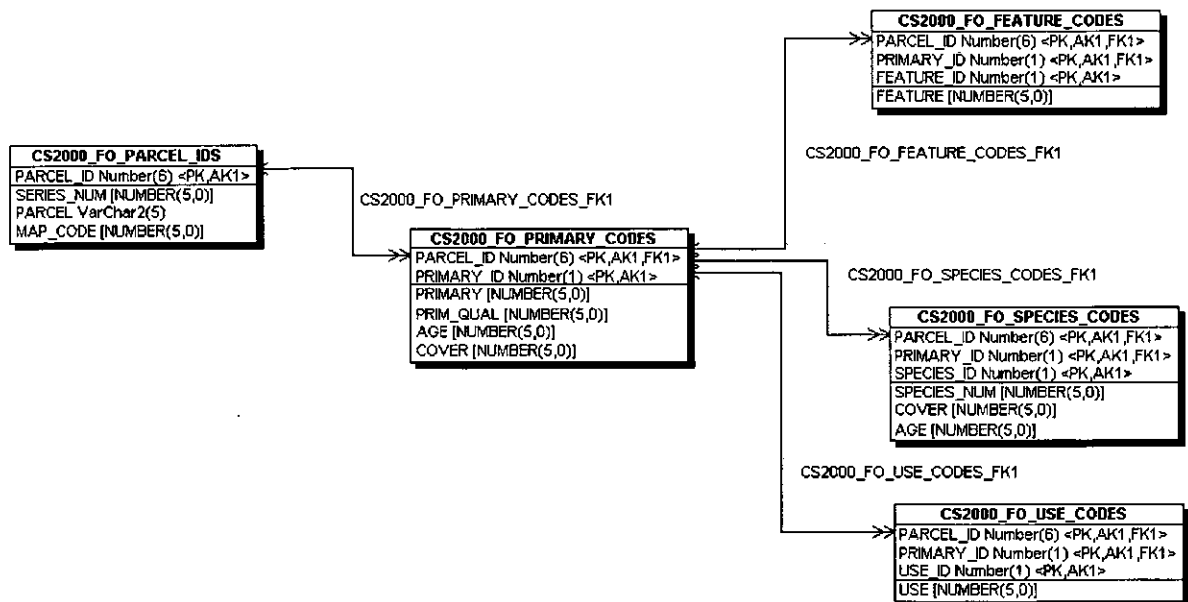 CS2000_FO_FEATURE_CODES
PARCEL_ID Number(6) <PK,AK1,FK1>
PRIMARY_ID Number(1) <PK,AK1,FK1>
FEATURE_ID Number(1) <PK,AK1>
FEATURE [NUMBER(5,0)]
CS2000_FO_FEATURE_CODES_FK1
CS2000_FO_PARCEL_IDS
PARCEL_ID Number(6) <PK,AK1>
SERIES_NUM [NUMBER(5,0)]
PARCEL VarChar2(5)
MAP_CODE [NUMBER(5,0)]
CS2000_FO_PRIMARY_CODES_FK1
CS2000_FO_PRIMARY_CODES
PARCEL_ID Number(6) <PK,AK1,FK1>
PRIMARY_ID Number(1) <PK,AK1>
PRIMARY [NUMBER(5,0)]
PRIM_QUAL [NUMBER(5,0)]
AGE [NUMBER(5,0)]
COVER [NUMBER(5,0)]
CS2000_FO_SPECIES_CODES_FK1
CS2000_FO_SPECIES_CODES
PARCEL_ID Number(6) <PK,AK1,FK1>
PRIMARY_ID Number(1) <PK,AK1,FK1>
SPECIES_ID Number(1) <PK,AK1>
SPECIES_NUM [NUMBER(5,0)]
COVER [NUMBER(5,0)]
AGE [NUMBER(5,0)]
CS2000_FO_USE_CODES_FK1
CS2000_FO_USE_CODES
PARCEL_ID Number(6) <PK,AK1,FK1>
PRIMARY_ID Number(1) <PK,AK1,FK1>
USE_ID Number(1) <PK,AK1>
USE [NUMBER(5,0)]